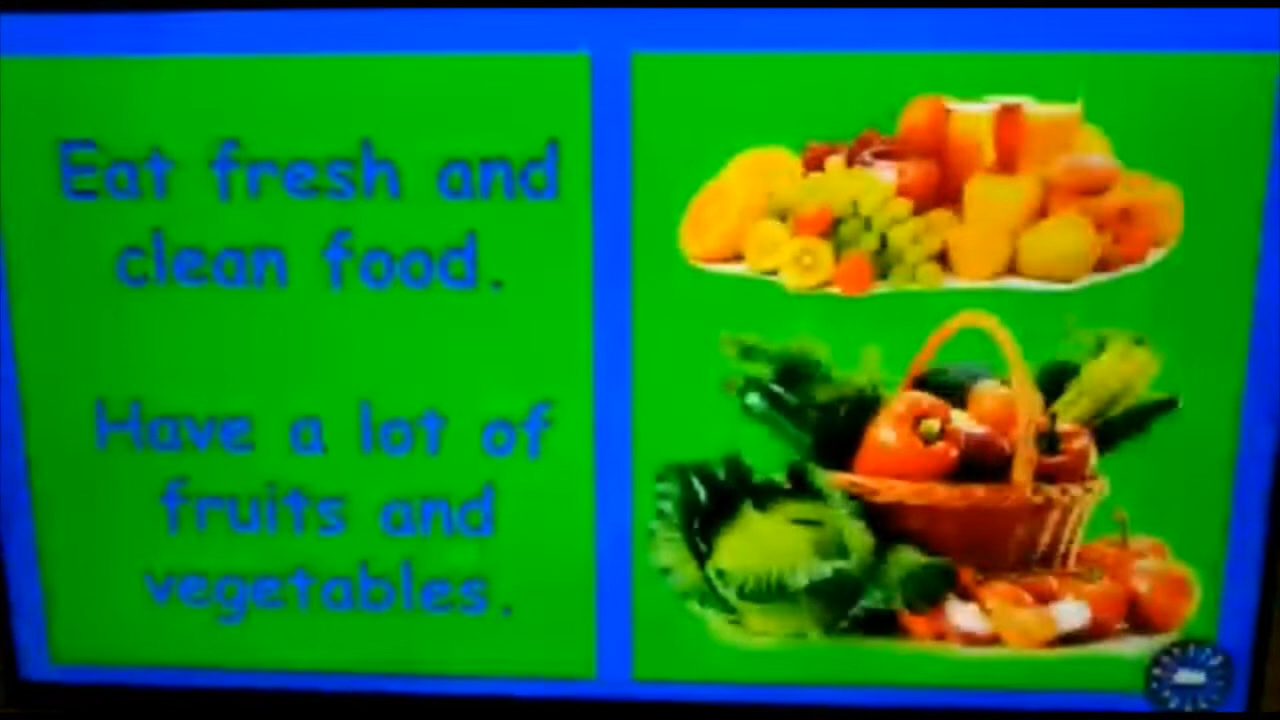 Eat fresh and
clean food.
Have a lot of
fruits and
vegetables.